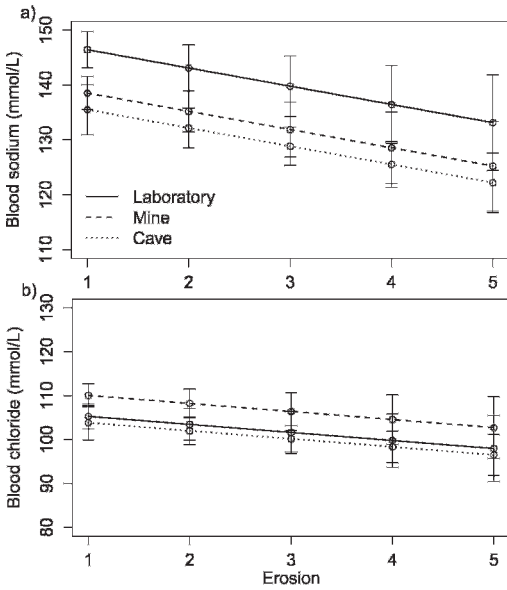 a)
Blood sodium (mmol/L)
150
140
130
120
110
Laboratory
Mine
Cave
1 2 3 4 5
b)
Blood chloride (mmol/L)
130
120
110
100
90
80
1 2 3 4 5
Erosion